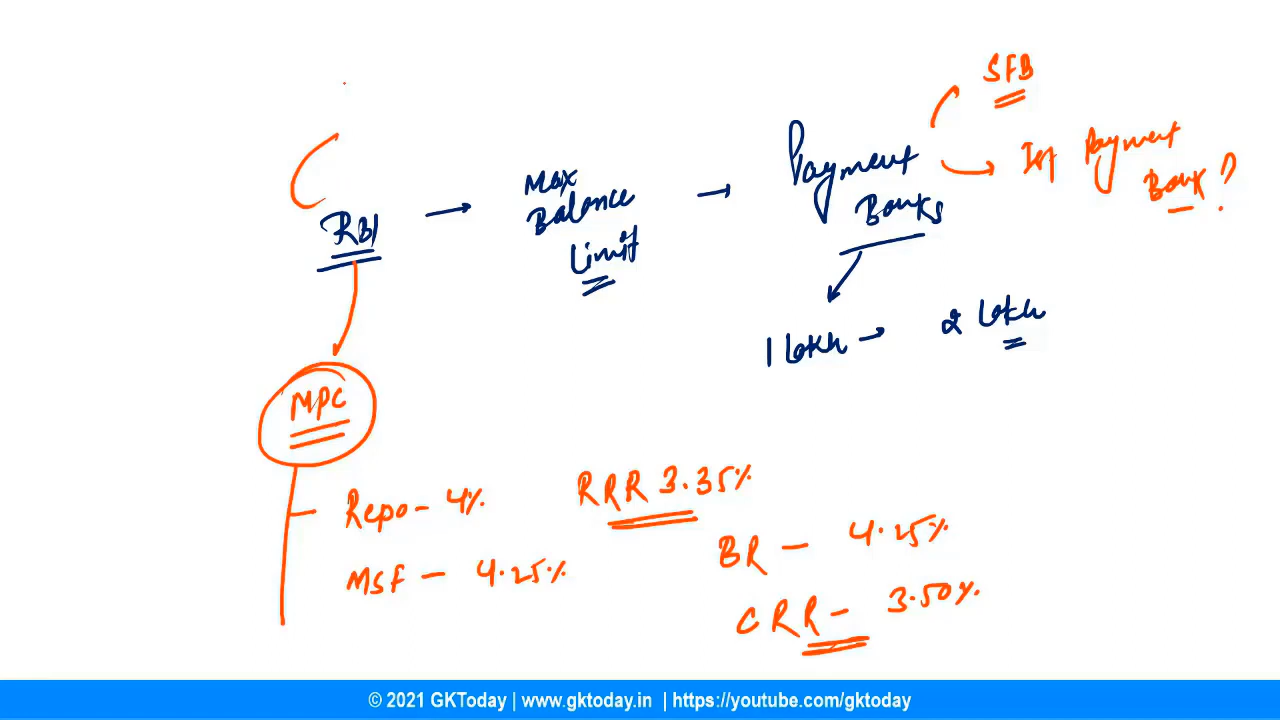 SFB
Payment
Banks
Ist Payment
Bank ?
RBI
Max
Balance
Limit
1 Lakh → 2 Lakh
MPC
Repo - 4%
RRR 3.35%
MSF - 4.25%
BR - 4.25%
CRR - 3.50%
© 2021 GKToday | www.gktoday.in | https://youtube.com/gktoday